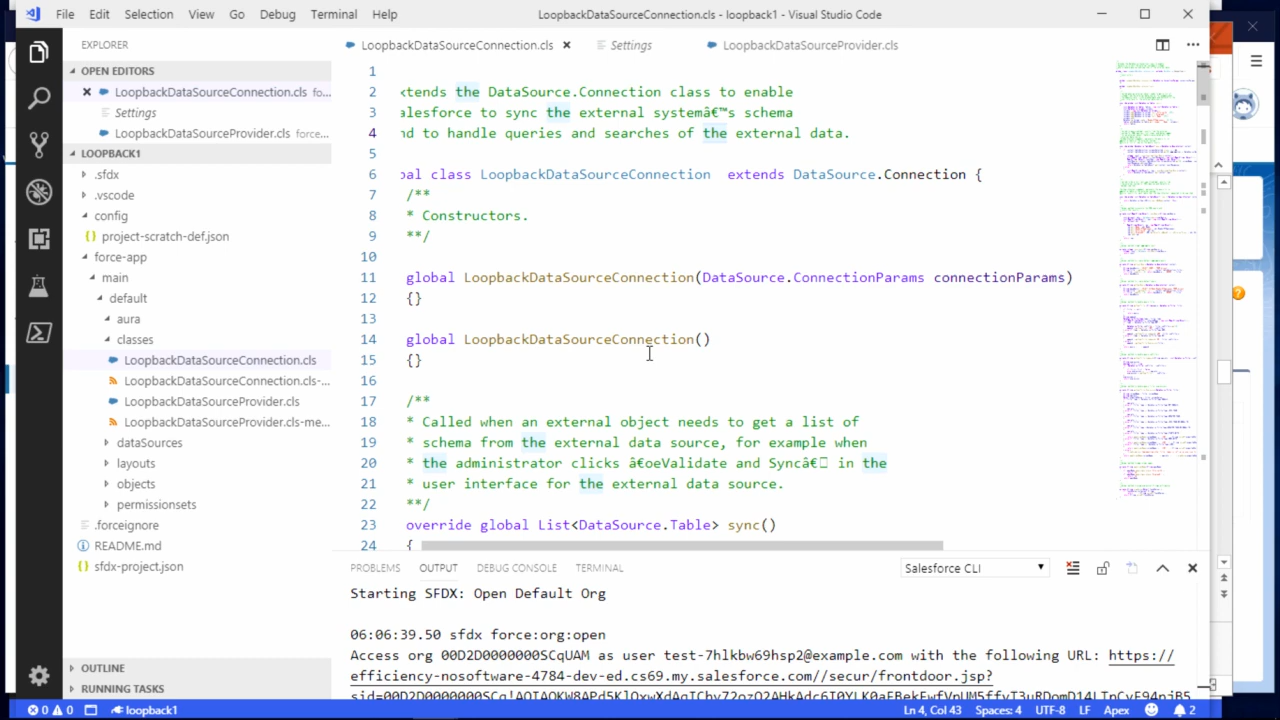 File Edit Selection View Go Debug Terminal Help
LoopbackDataSourceConnection.cls - loopback1 - Visual Studio Code
EXPLORER
LoopbackDataSourceConnection.cls
Settings
LoopbackDataSourceProvider.cls
OPEN EDITORS
LoopbackDataSourceConnection.cls fo...
Settings
LoopbackDataSourceProvider.cls force...
LOOPBACK1
.sfdx
.vscode
config
project-scratch-def.json
force-app
main
default
aura
classes
LoopbackDataSourceConnection.cls
LoopbackDataSourceConnection.cls-...
LoopbackDataSourceProvider.cls
LoopbackDataSourceProvider.cls-me...
dataSources
layouts
objects
permissionsets
.forceignore
README.md
sfdx-project.json
OUTLINE
RUNNING TASKS
1
2 the DataSource.Connection class to enable
3 to sync the external systemâ€™s schema
4 d to handle queries and searches of the external data.
5
6 LoopbackDataSourceConnection extends DataSource.Connection {
7 /**
8 * Constructors.
9 **/
10
11 global LoopbackDataSourceConnection(DataSource.ConnectionParams connectionParams)
12 {}
13
14 global LoopbackDataSourceConnection()
15 {}
16
17 /**
18 * Called when an external object needs to get a list of
19 * schema from the external data source, for example when
20 * the administrator clicks â€œValidate and Syncâ€ in the
21 * user interface for the external data source.
22 **/
23 override global List<DataSource.Table> sync()
24 {
PROBLEMS OUTPUT DEBUG CONSOLE TERMINAL
Salesforce CLI
Starting SFDX: Open Default Org
06:06:39.50 sfdx force:org:open
Access org 00D2D0000000SCqUAM as user test-7hlkbw69hsp2@example.com with the following URL: https://
efficiency-nosoftware-4784-dev-ed.cs69.my.salesforce.com//secur/frontdoor.jsp?
0 0 loopback1
Ln 4, Col 43 Spaces: 4 UTF-8 LF Apex 2